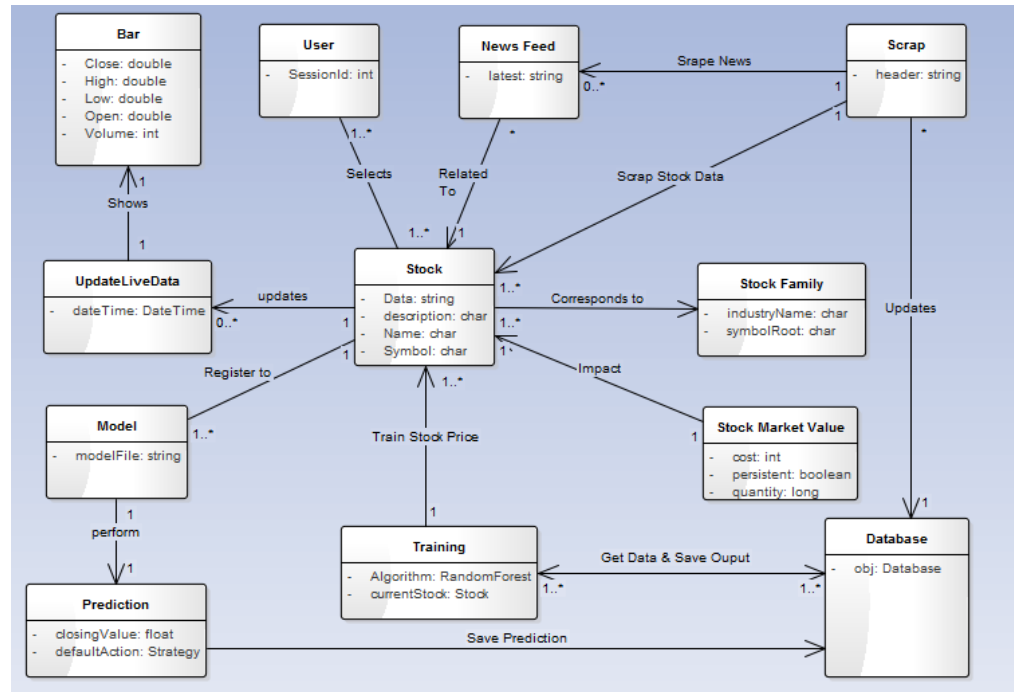 Bar
- Close: double
- High: double
- Low: double
- Open: double
- Volume: int
User
- SessionId: int
News Feed
- latest: string
Scrap
- header: string
Srape News
0..*
1
1
*
1..*
*
Selects
Related
To
Scrap Stock Data
1
Shows
1
1..*
1
1..*
UpdateLiveData
- dateTime: DateTime
updates
0..*
1
Stock
- Data: string
- description: char
- Name: char
- Symbol: char
Corresponds to
1..*
Stock Family
- industryName: char
- symbolRoot: char
Updates
Register to
1
1..*
1
Impact
1
1..*
Model
- modelFile: string
Train Stock Price
1
Stock Market Value
- cost: int
- persistent: boolean
- quantity: long
1
perform
1
Training
- Algorithm: RandomForest
- currentStock: Stock
Get Data & Save Ouput
1..*
1..*
1
Database
- obj: Database
Prediction
- closingValue: float
- defaultAction: Strategy
Save Prediction